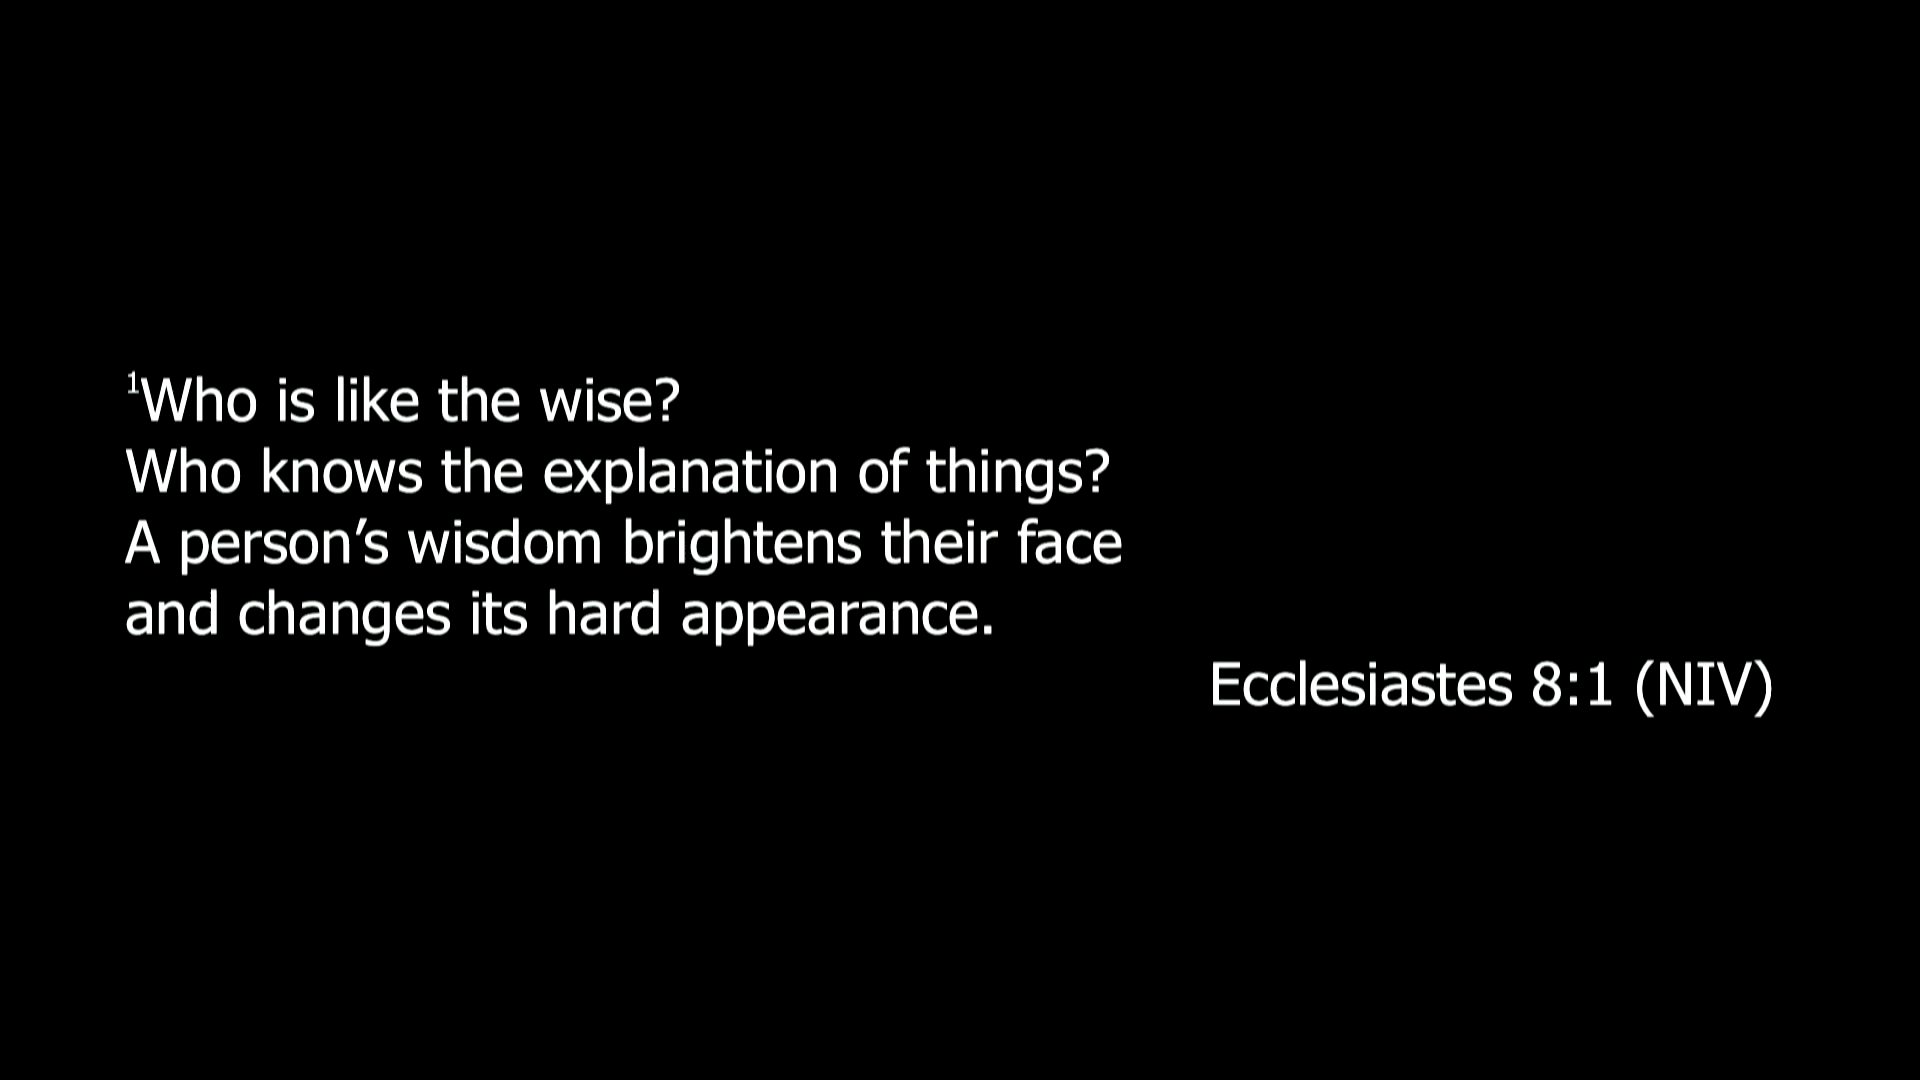 ¹Who is like the wise?
Who knows the explanation of things?
A person’s wisdom brightens their face
and changes its hard appearance.
Ecclesiastes 8:1 (NIV)